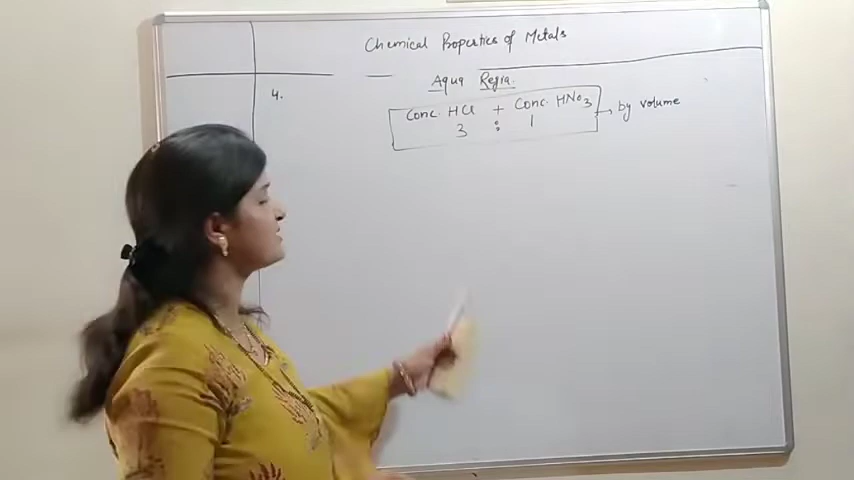 Chemical Properties of Metals
4.
Aqua Regia.
Conc. HCl + Conc. HNO3 → by volume
3 : 1